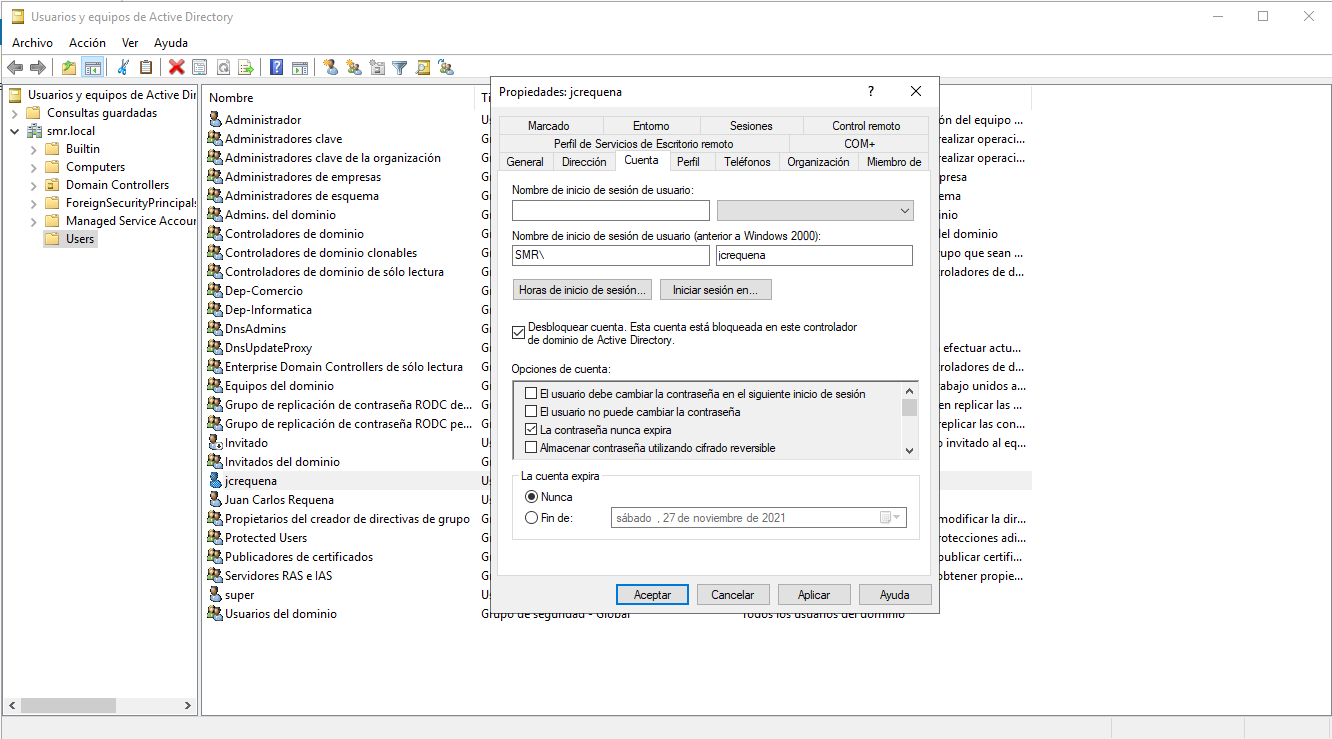 Usuarios y equipos de Active Directory
Archivo Acción Ver Ayuda
Usuarios y equipos de Active Dir
Consultas guardadas
smr.local
Builtin
Computers
Domain Controllers
ForeignSecurityPrincipals
Managed Service Accour
Users
Nombre
Administrador
Administradores clave
Administradores clave de la organización
Administradores de empresas
Administradores de esquema
Admins. del dominio
Controladores de dominio
Controladores de dominio clonables
Controladores de dominio de sólo lectura
Dep-Comercio
Dep-Informatica
DnsAdmins
DnsUpdateProxy
Enterprise Domain Controllers de sólo lectura
Equipos del dominio
Grupo de replicación de contraseña RODC de...
Grupo de replicación de contraseña RODC pe...
Invitado
Invitados del dominio
jcrequena
Juan Carlos Requena
Propietarios del creador de directivas de grupo
Protected Users
Publicadores de certificados
Servidores RAS e IAS
super
Usuarios del dominio
Grupo de seguridad - Global
Todos los usuarios del dominio
ón del equipo ...
realizar operaci...
realizar operaci...
presa
ema
inio
del dominio
upo que sean ...
roladores de d...
efectuar actu...
roladores de d...
abajo unidos a...
en replicar las ...
replicar las con...
o invitado al eq...
modificar la dir...
rotecciones adi...
publicar certifi...
obtener propie...
Propiedades: jcrequena
?
Marcado Entorno Sesiones Control remoto
Perfil de Servicios de Escritorio remoto COM+
General Dirección Cuenta Perfil Teléfonos Organización Miembro de
Nombre de inicio de sesión de usuario:
Nombre de inicio de sesión de usuario (anterior a Windows 2000):
SMR\ jcrequena
Horas de inicio de sesión... Iniciar sesión en...
Desbloquear cuenta. Esta cuenta está bloqueada en este controlador
de dominio de Active Directory.
Opciones de cuenta:
El usuario debe cambiar la contraseña en el siguiente inicio de sesión
El usuario no puede cambiar la contraseña
La contraseña nunca expira
Almacenar contraseña utilizando cifrado reversible
La cuenta expira
Nunca
Fin de: sábado , 27 de noviembre de 2021
Aceptar Cancelar Aplicar Ayuda